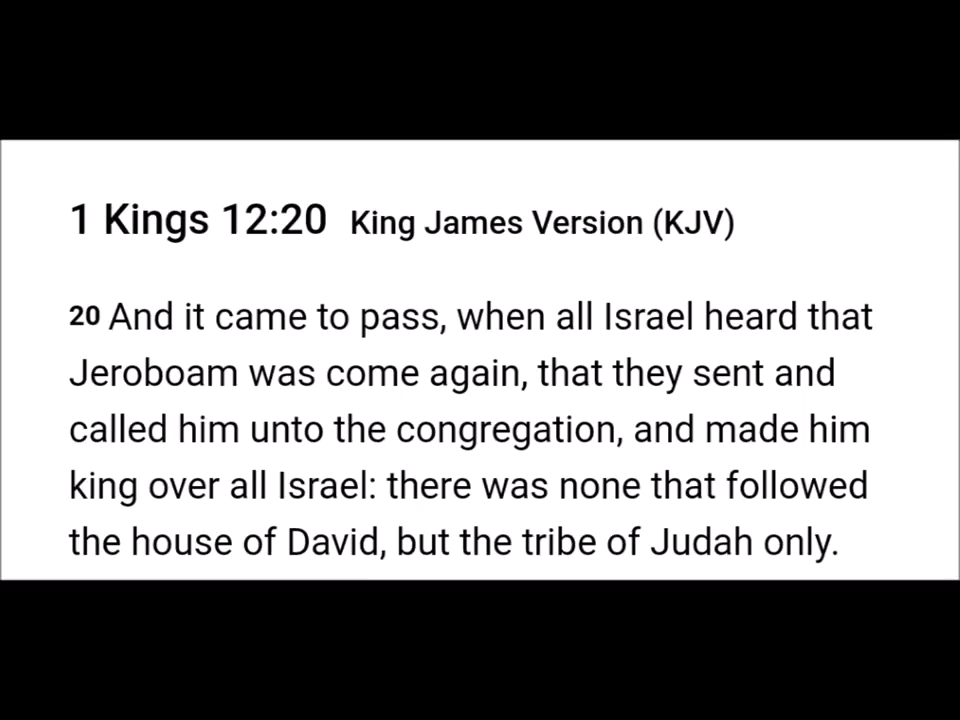 1 Kings 12:20 King James Version (KJV)
20 And it came to pass, when all Israel heard that
Jeroboam was come again, that they sent and
called him unto the congregation, and made him
king over all Israel: there was none that followed
the house of David, but the tribe of Judah only.